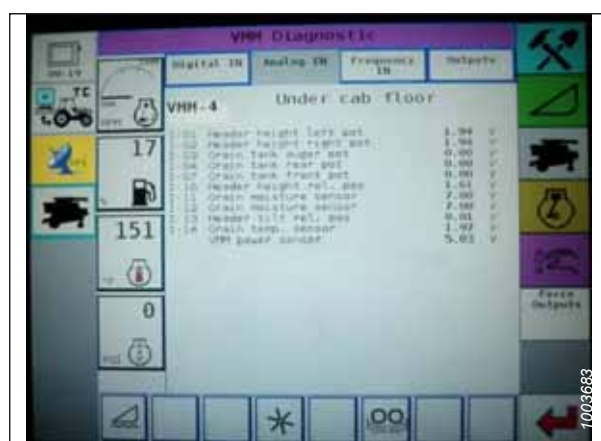 VMM Diagnostic
Digital IN
Analog IN
Frequency IN
Outputs
VMM-4
Under cab floor
Header height left pot 1.94 V
Header height right pot 1.94 V
Grain tank auger pot 0.00 V
Grain tank rear pot 0.00 V
Grain tank front pot 0.00 V
Header height rel. pos 1.61 V
Grain moisture sensor 7.00 V
Grain moisture sensor 7.00 V
Header tilt rel. pos 0.01 V
Grain temp. sensor V
VMM power sensor 5.03 V
TC
17
151
0
Force
Outputs
1003683